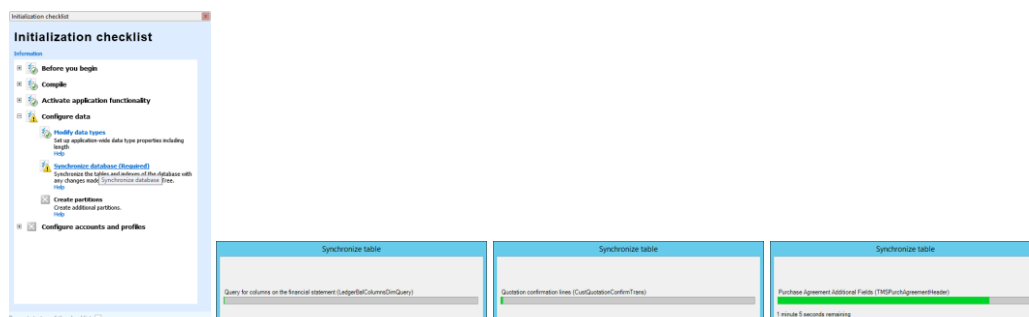 Initialization checklist
Initialization checklist
Information
Before you begin
Compile
Activate application functionality
Configure data
Modify data types
Set up application-wide data type properties including
length
Help
Synchronize database (Required)
Synchronize the tables and indexes of the database with
any changes made Synchronize database Tree.
Help
Create partitions
Create additional partitions.
Help
Configure accounts and profiles
Synchronize table
Query for columns on the financial statement (LedgerBalColumnsDimQuery)
Synchronize table
Quotation confirmation lines (CustQuotationConfirmTrans)
Synchronize table
Purchase Agreement Additional Fields (TMSPurchAgreementHeader)
1 minute 5 seconds remaining